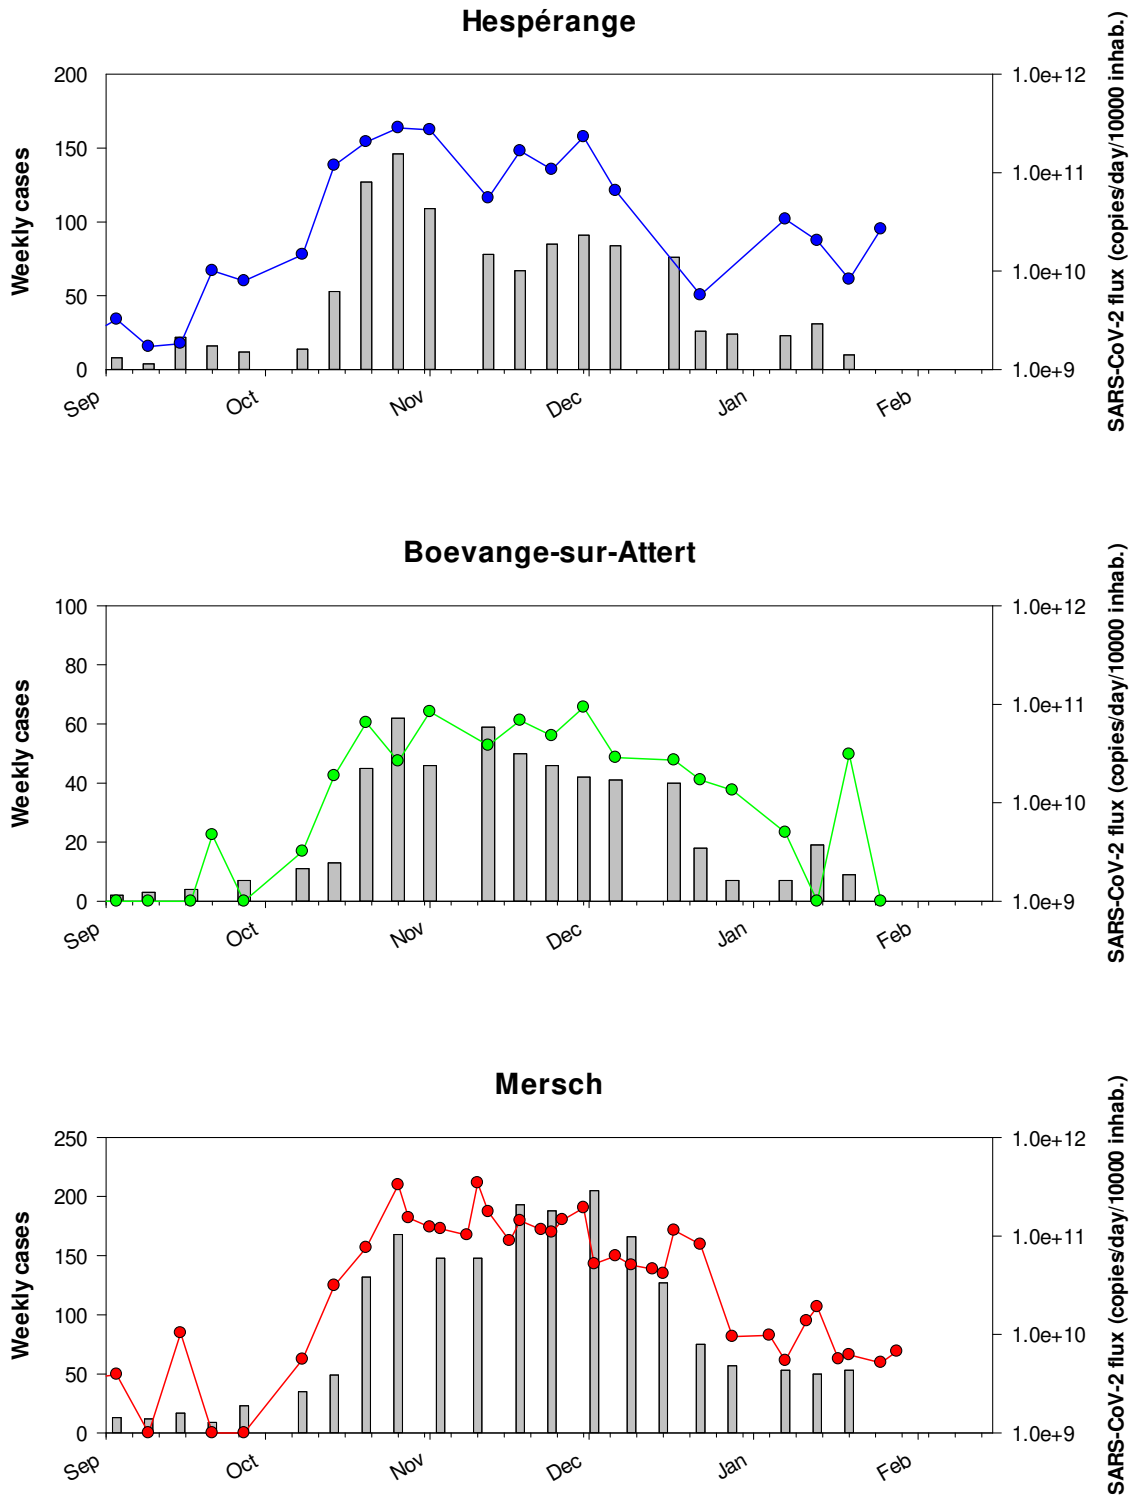 Hespérange
Weekly cases
SARS-CoV-2 flux (copies/day/10000 inhab.)
200
150
100
50
0
1.0e+12
1.0e+11
1.0e+10
1.0e+9
Sep Oct Nov Dec Jan Feb
Boevange-sur-Attert
Weekly cases
SARS-CoV-2 flux (copies/day/10000 inhab.)
100
80
60
40
20
0
1.0e+12
1.0e+11
1.0e+10
1.0e+9
Sep Oct Nov Dec Jan Feb
Mersch
Weekly cases
SARS-CoV-2 flux (copies/day/10000 inhab.)
250
200
150
100
50
0
1.0e+12
1.0e+11
1.0e+10
1.0e+9
Sep Oct Nov Dec Jan Feb